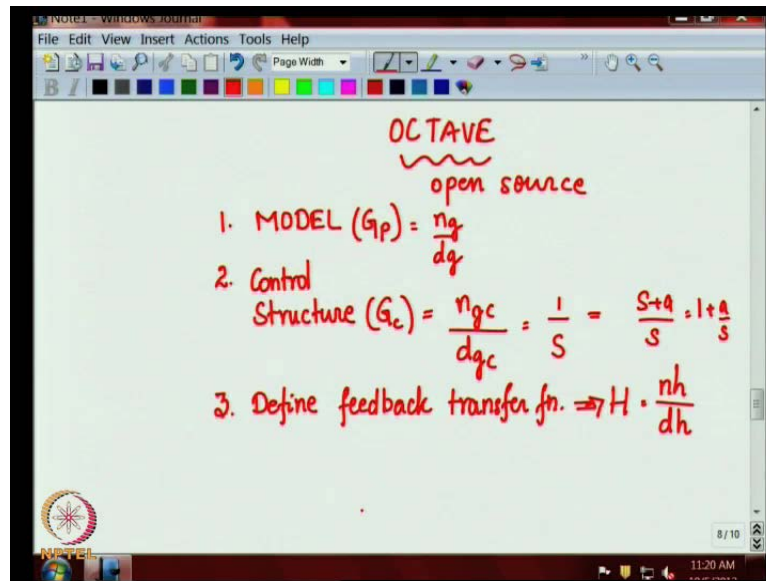 Note1 - Windows Journal
File Edit View Insert Actions Tools Help
Page Width
B I
OCTAVE
open source
1. MODEL (Gp) = ng/dg
2. Control
Structure (Gc) = ngc/dgc = 1/S = S+a/S = 1+a/s
3. Define feedback transfer fn. ⇒ H = nh/dh
8/10
NPTEL
11:20 AM